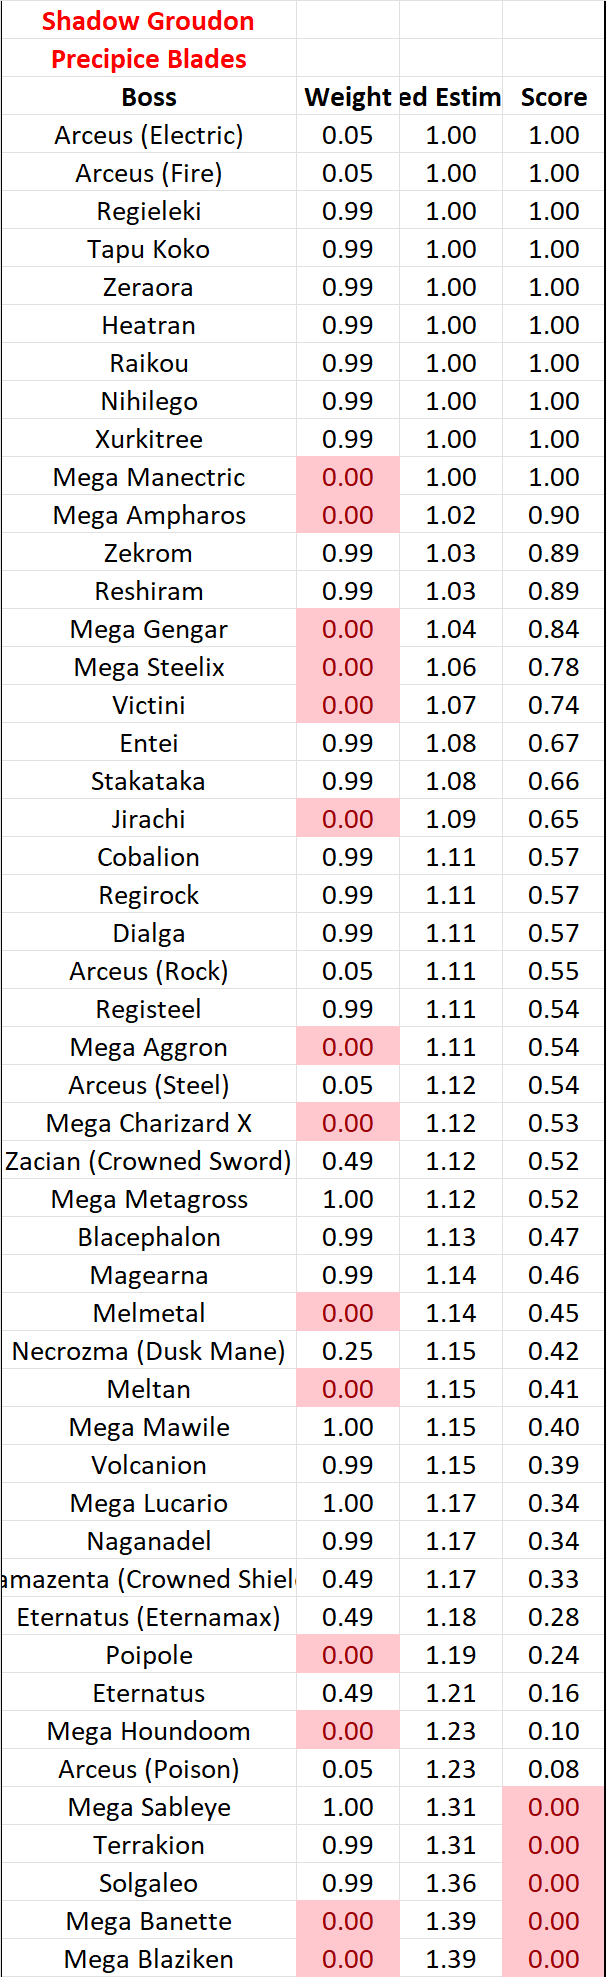 Shadow Groudon
Precipice Blades
Boss Weight ed Estim Score
Arceus (Electric) 0.05 1.00 1.00
Arceus (Fire) 0.05 1.00 1.00
Regieleki 0.99 1.00 1.00
Tapu Koko 0.99 1.00 1.00
Zeraora 0.99 1.00 1.00
Heatran 0.99 1.00 1.00
Raikou 0.99 1.00 1.00
Nihilego 0.99 1.00 1.00
Xurkitree 0.99 1.00 1.00
Mega Manectric 0.00 1.00 1.00
Mega Ampharos 0.00 1.02 0.90
Zekrom 0.99 1.03 0.89
Reshiram 0.99 1.03 0.89
Mega Gengar 0.00 1.04 0.84
Mega Steelix 0.00 1.06 0.78
Victini 0.00 1.07 0.74
Entei 0.99 1.08 0.67
Stakataka 0.99 1.08 0.66
Jirachi 0.00 1.09 0.65
Cobalion 0.99 1.11 0.57
Regirock 0.99 1.11 0.57
Dialga 0.99 1.11 0.57
Arceus (Rock) 0.05 1.11 0.55
Registeel 0.99 1.11 0.54
Mega Aggron 0.00 1.11 0.54
Arceus (Steel) 0.05 1.12 0.54
Mega Charizard X 0.00 1.12 0.53
Zacian (Crowned Sword) 0.49 1.12 0.52
Mega Metagross 1.00 1.12 0.52
Blacephalon 0.99 1.13 0.47
Magearna 0.99 1.14 0.46
Melmetal 0.00 1.14 0.45
Necrozma (Dusk Mane) 0.25 1.15 0.42
Meltan 0.00 1.15 0.41
Mega Mawile 1.00 1.15 0.40
Volcanion 0.99 1.15 0.39
Mega Lucario 1.00 1.17 0.34
Naganadel 0.99 1.17 0.34
amazenta (Crowned Shiel 0.49 1.17 0.33
Eternatus (Eternamax) 0.49 1.18 0.28
Poipole 0.00 1.19 0.24
Eternatus 0.49 1.21 0.16
Mega Houndoom 0.00 1.23 0.10
Arceus (Poison) 0.05 1.23 0.08
Mega Sableye 1.00 1.31 0.00
Terrakion 0.99 1.31 0.00
Solgaleo 0.99 1.36 0.00
Mega Banette 0.00 1.39 0.00
Mega Blaziken 0.00 1.39 0.00